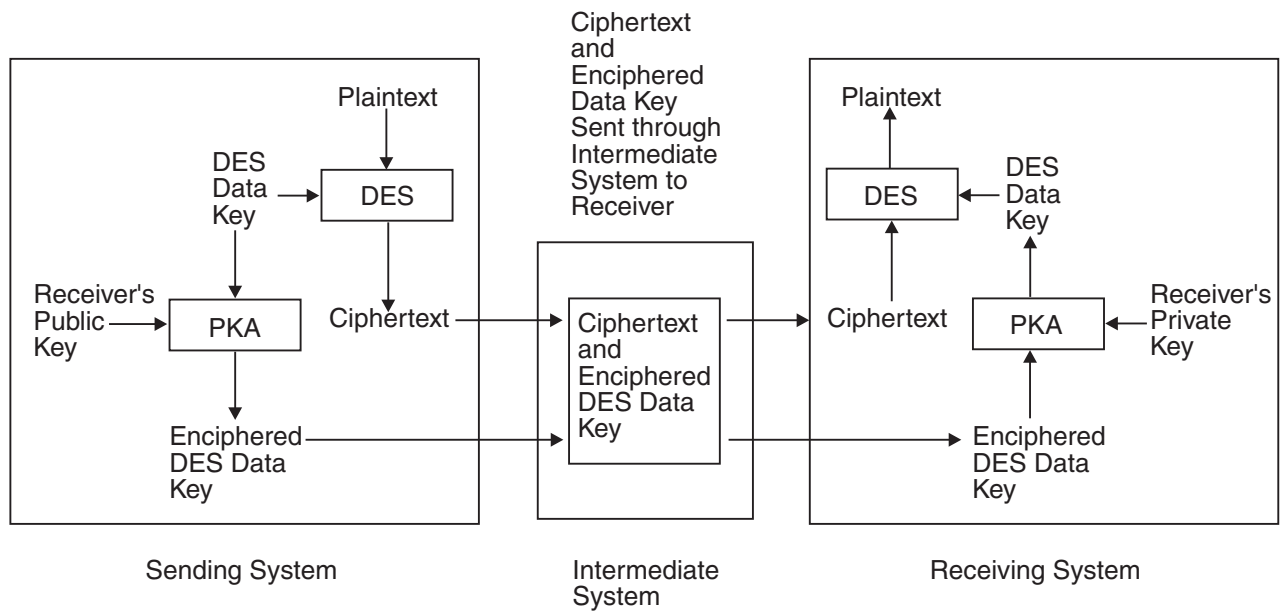 Ciphertext
and
Enciphered
Data Key
Sent through
Intermediate
System to
Receiver
Plaintext
DES
Data
Key
DES
Receiver's
Public
Key
PKA
Ciphertext
Enciphered
DES Data
Key
Sending System
Ciphertext
and
Enciphered
DES Data
Key
Intermediate
System
Plaintext
DES
DES
Data
Key
Ciphertext
PKA
Receiver's
Private
Key
Enciphered
DES Data
Key
Receiving System